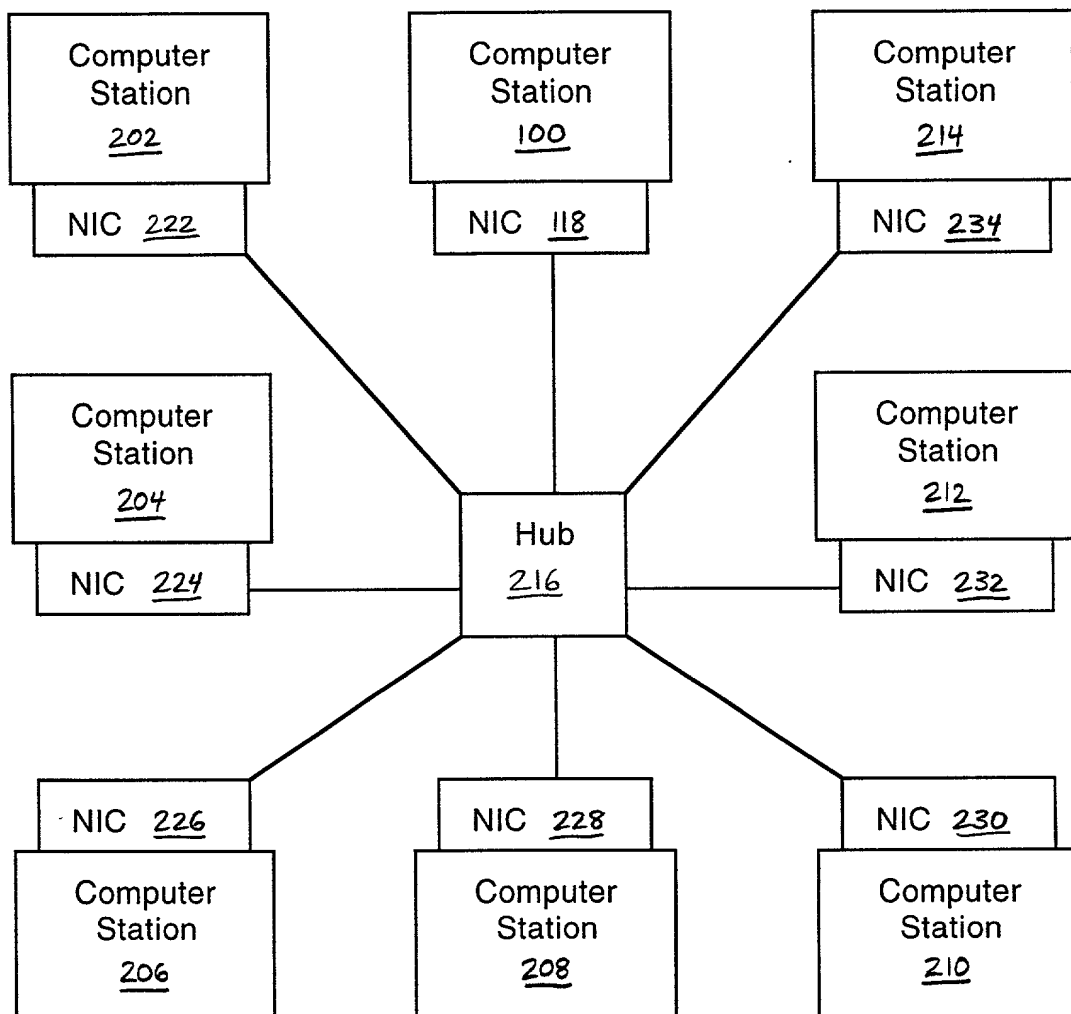 Computer
Station
202
NIC 222
Computer
Station
100
NIC 118
Computer
Station
214
NIC 234
Computer
Station
204
NIC 224
Hub
216
Computer
Station
212
NIC 232
NIC 226
Computer
Station
206
NIC 228
Computer
Station
208
NIC 230
Computer
Station
210